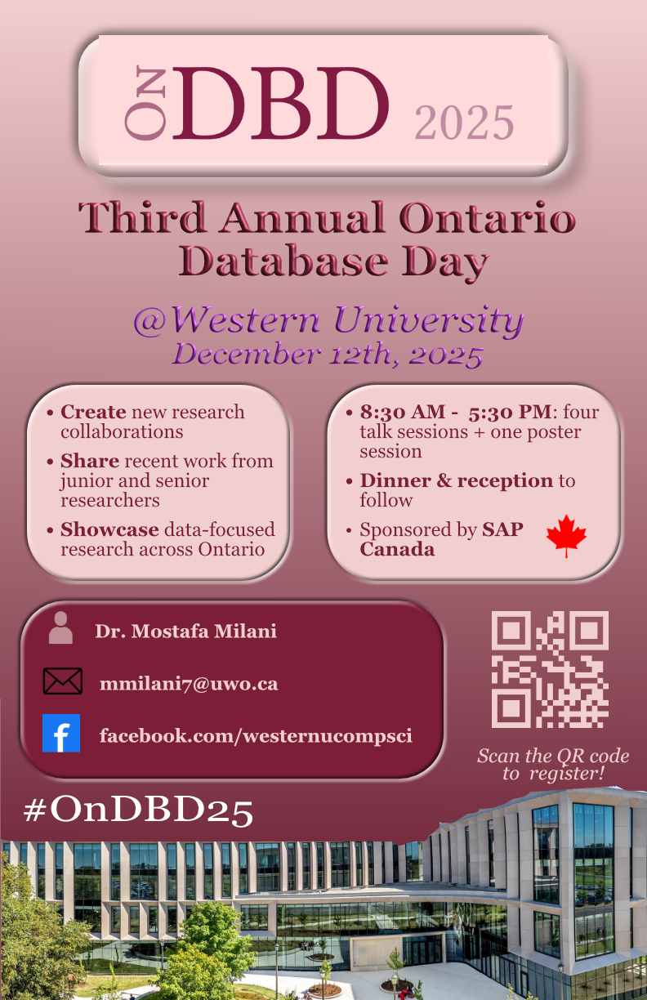 ON DBD 2025
Third Annual Ontario
Database Day
@Western University
December 12th, 2025
• Create new research
collaborations
• Share recent work from
junior and senior
researchers
• Showcase data-focused
research across Ontario
• 8:30 AM - 5:30 PM: four
talk sessions + one poster
session
• Dinner & reception to
follow
• Sponsored by SAP
Canada
Dr. Mostafa Milani
mmilani7@uwo.ca
facebook.com/westernucompsci
Scan the QR code
to register!
#OnDBD25